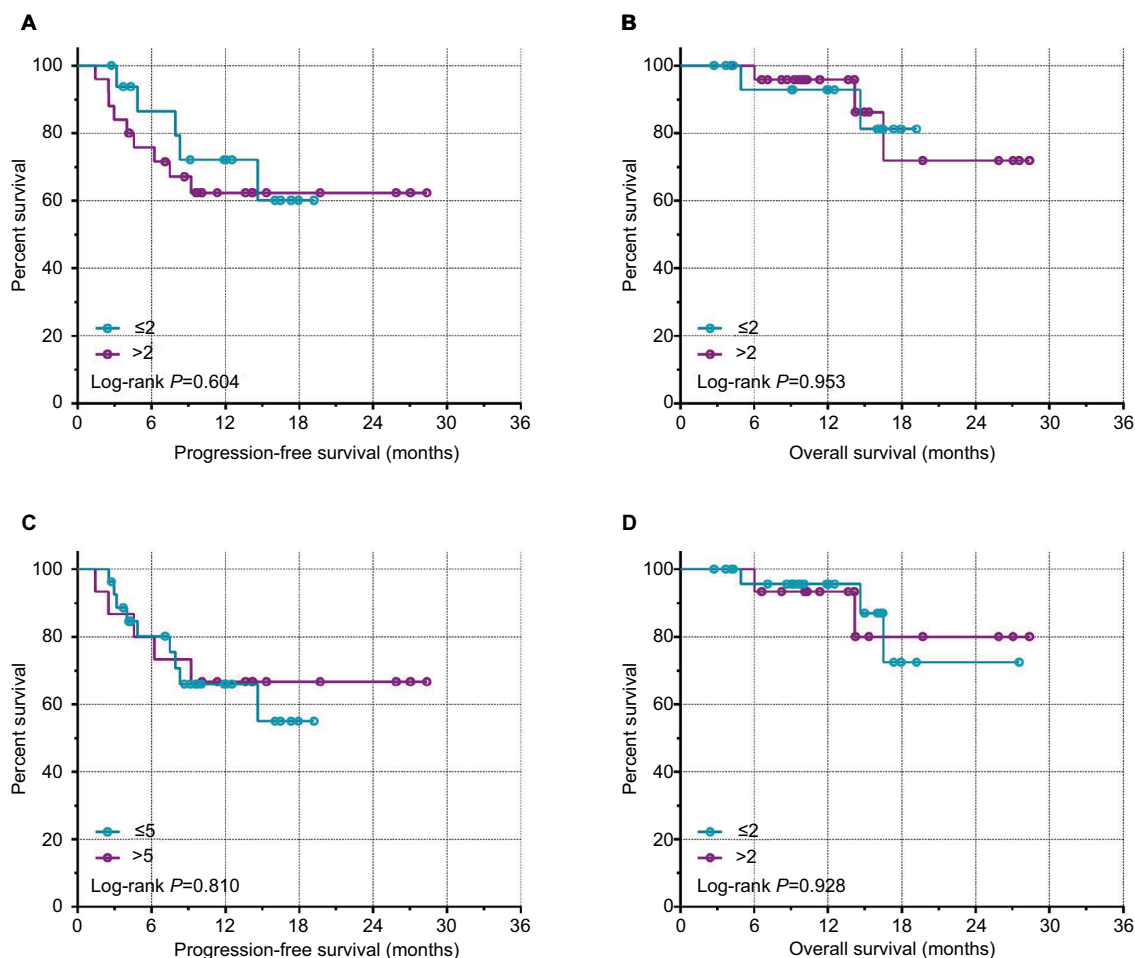 A
100
80
60
40
20
0
Percent survival
≤2
>2
Log-rank P=0.604
0 6 12 18 24 30 36
Progression-free survival (months)
B
100
80
60
40
20
0
Percent survival
≤2
>2
Log-rank P=0.953
0 6 12 18 24 30 36
Overall survival (months)
C
100
80
60
40
20
0
Percent survival
≤5
>5
Log-rank P=0.810
0 6 12 18 24 30 36
Progression-free survival (months)
D
100
80
60
40
20
0
Percent survival
≤2
>2
Log-rank P=0.928
0 6 12 18 24 30 36
Overall survival (months)